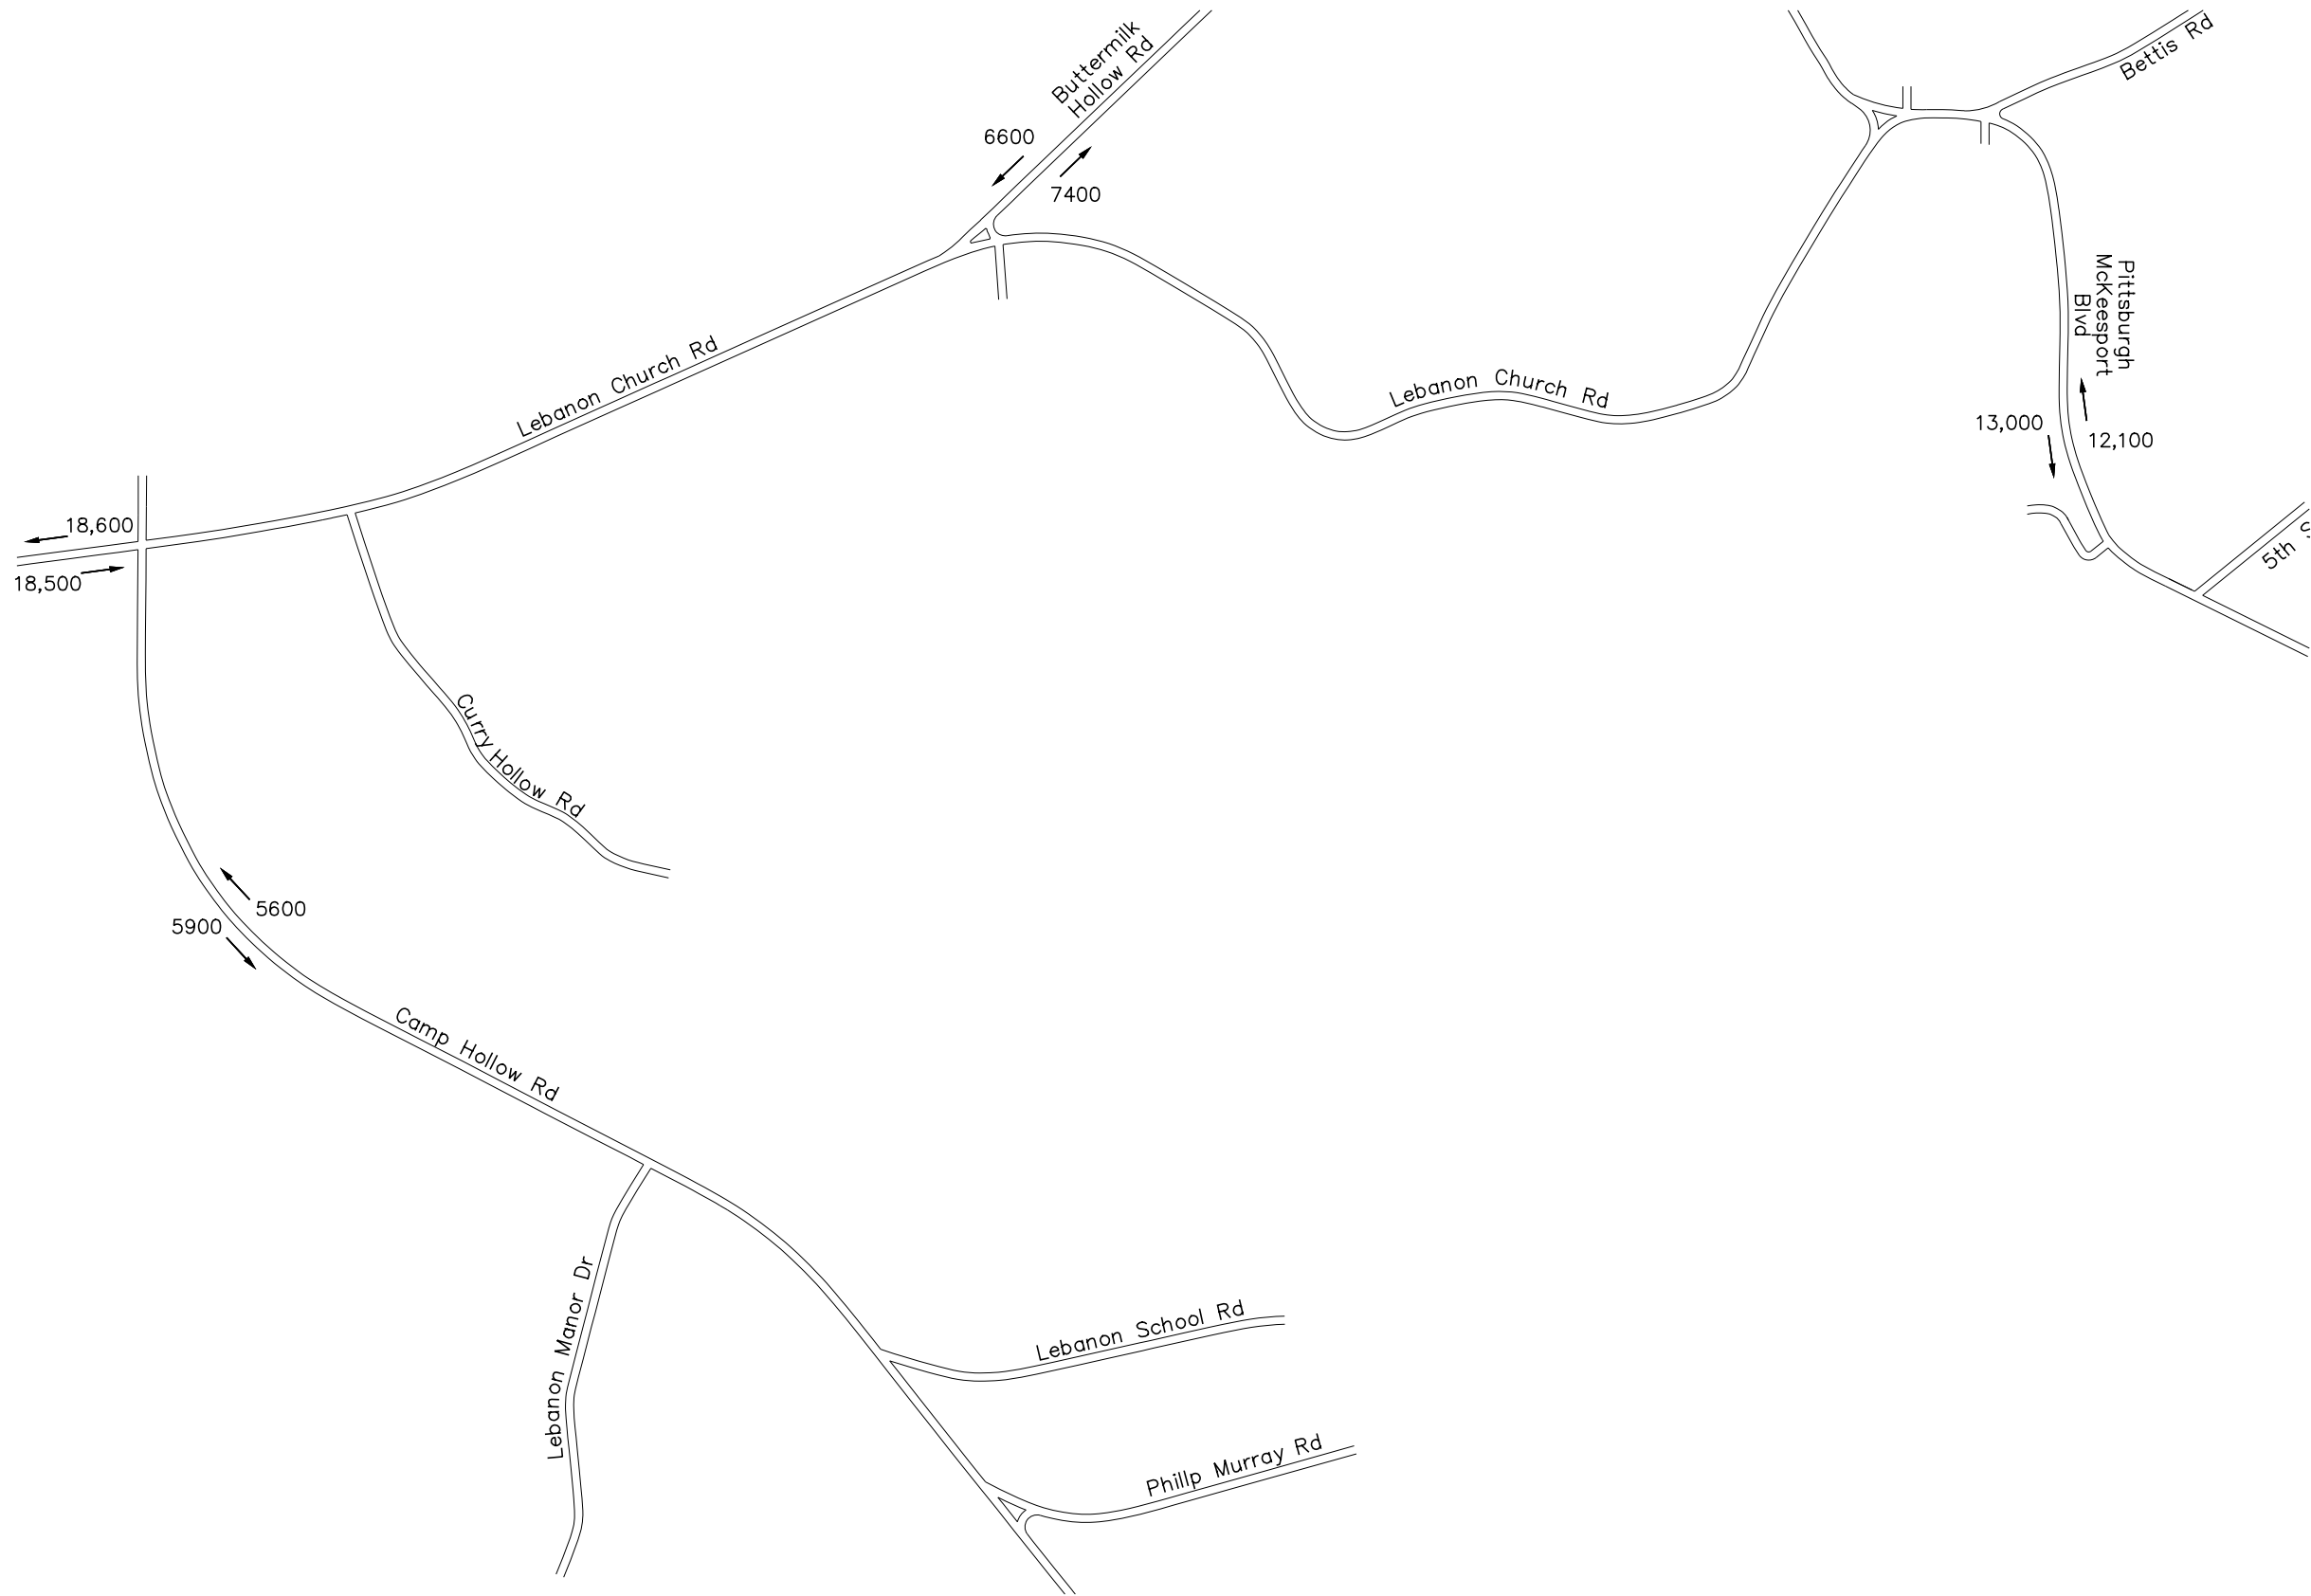 Buttermilk
Hollow Rd
Bettis Rd
6600
7400
Pittsburgh
McKeesport
Blvd
Lebanon Church Rd
Lebanon Church Rd
13,000
12,100
18,600
18,500
5th
Curry Hollow Rd
5600
5900
Camp Hollow Rd
Lebanon Manor Dr
Lebanon School Rd
Phillp Murray Rd